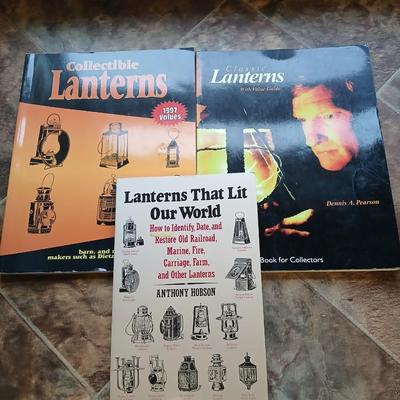 Collectible
Lanterns
1997
Values
barn, and r
makers such as Dietz
Classic
Lanterns
With Value Guide
Dennis A. Pearson
Book for Collectors
Lanterns That Lit
Our World
How to Identify, Date, and
Restore Old Railroad,
Marine, Fire,
Carriage, Farm,
and Other Lanterns
ANTHONY HOBSON